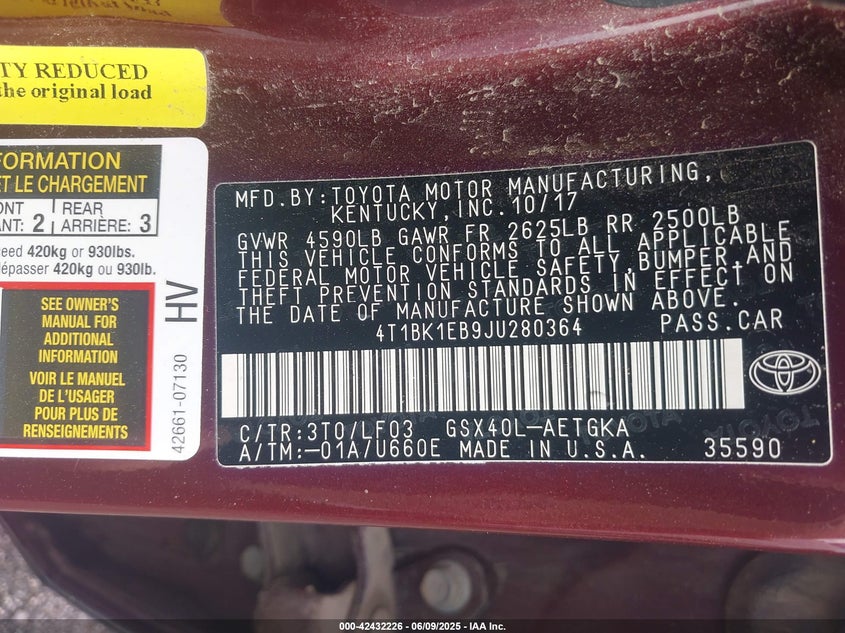 TY REDUCED
the original load
FORMATION
ET LE CHARGEMENT
ONT
ANT: 2
REAR
ARRIÈRE: 3
eed 420kg or 930lbs.
dépasser 420kg ou 930lb.
SEE OWNER'S
MANUAL FOR
ADDITIONAL
INFORMATION
VOIR LE MANUEL
DE L'USAGER
POUR PLUS DE
RENSEIGNEMENTS
HV
42661-07130
MFD.BY:TOYOTA MOTOR MANUFACTURING,
KENTUCKY,INC.10/17
GVWR 4590LB GAWR FR 2625LB RR 2500LB
THIS VEHICLE CONFORMS TO ALL APPLICABLE
FEDERAL MOTOR VEHICLE SAFETY,BUMPER,AND
THEFT PREVENTION STANDARDS IN EFFECT ON
THE DATE OF MANUFACTURE SHOWN ABOVE.
4T1BK1EB9JU280364 PASS.CAR
C/TR:3T0/LF03 GSX40L-AETGKA
A/TM:-01A/U660E MADE IN U.S.A. 35590
000-42432226 | 06/09/2025 | IAA Inc.